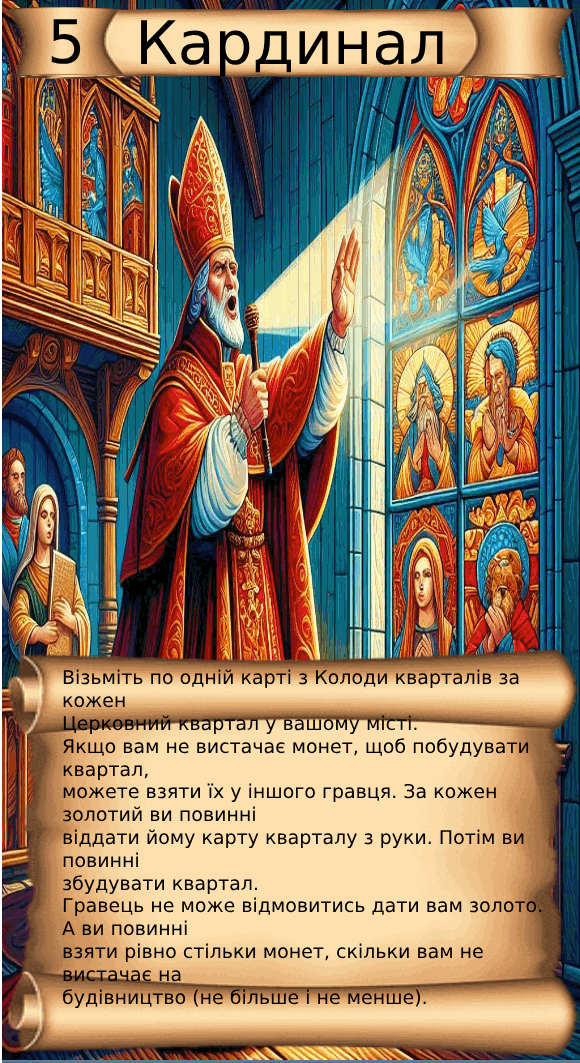 5 Кардинал
Візьміть по одній карті з Колоди кварталів за
кожен
Церковний квартал у вашому місті.
Якщо вам не вистачає монет, щоб побудувати
квартал,
можете взяти їх у іншого гравця. За кожен
золотий ви повинні
віддати йому карту кварталу з руки. Потім ви
повинні
збудувати квартал.
Гравець не може відмовитись дати вам золото.
А ви повинні
взяти рівно стільки монет, скільки вам не
вистачає на
будівництво (не більше і не менше).